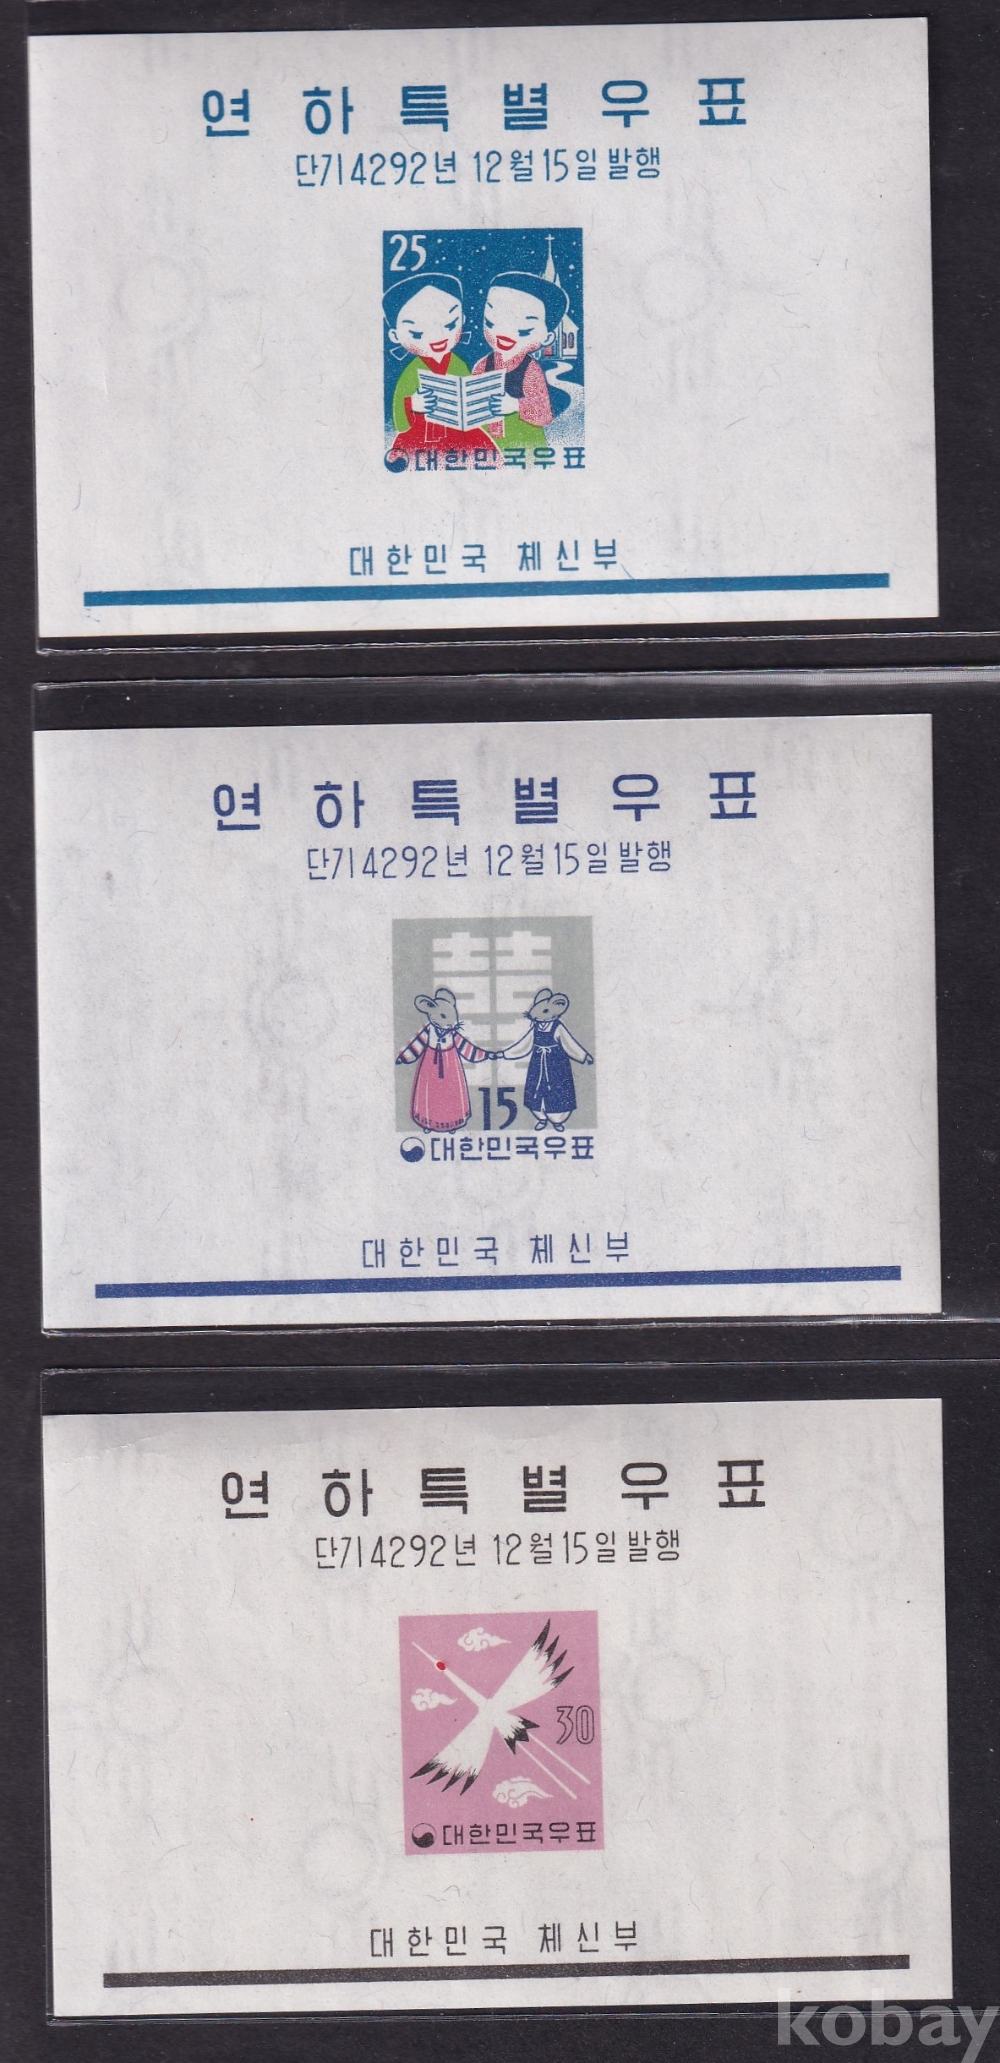 연하특별우표
단기4292년 12월15일발행
25
대한민국우표
대한민국 체신부
연하특별우표
단기4292년 12월15일발행
囍
15
대한민국우표
대한민국 체신부
연하특별우표
단기4292년 12월15일발행
30
대한민국우표
대한민국 체신부
kobay